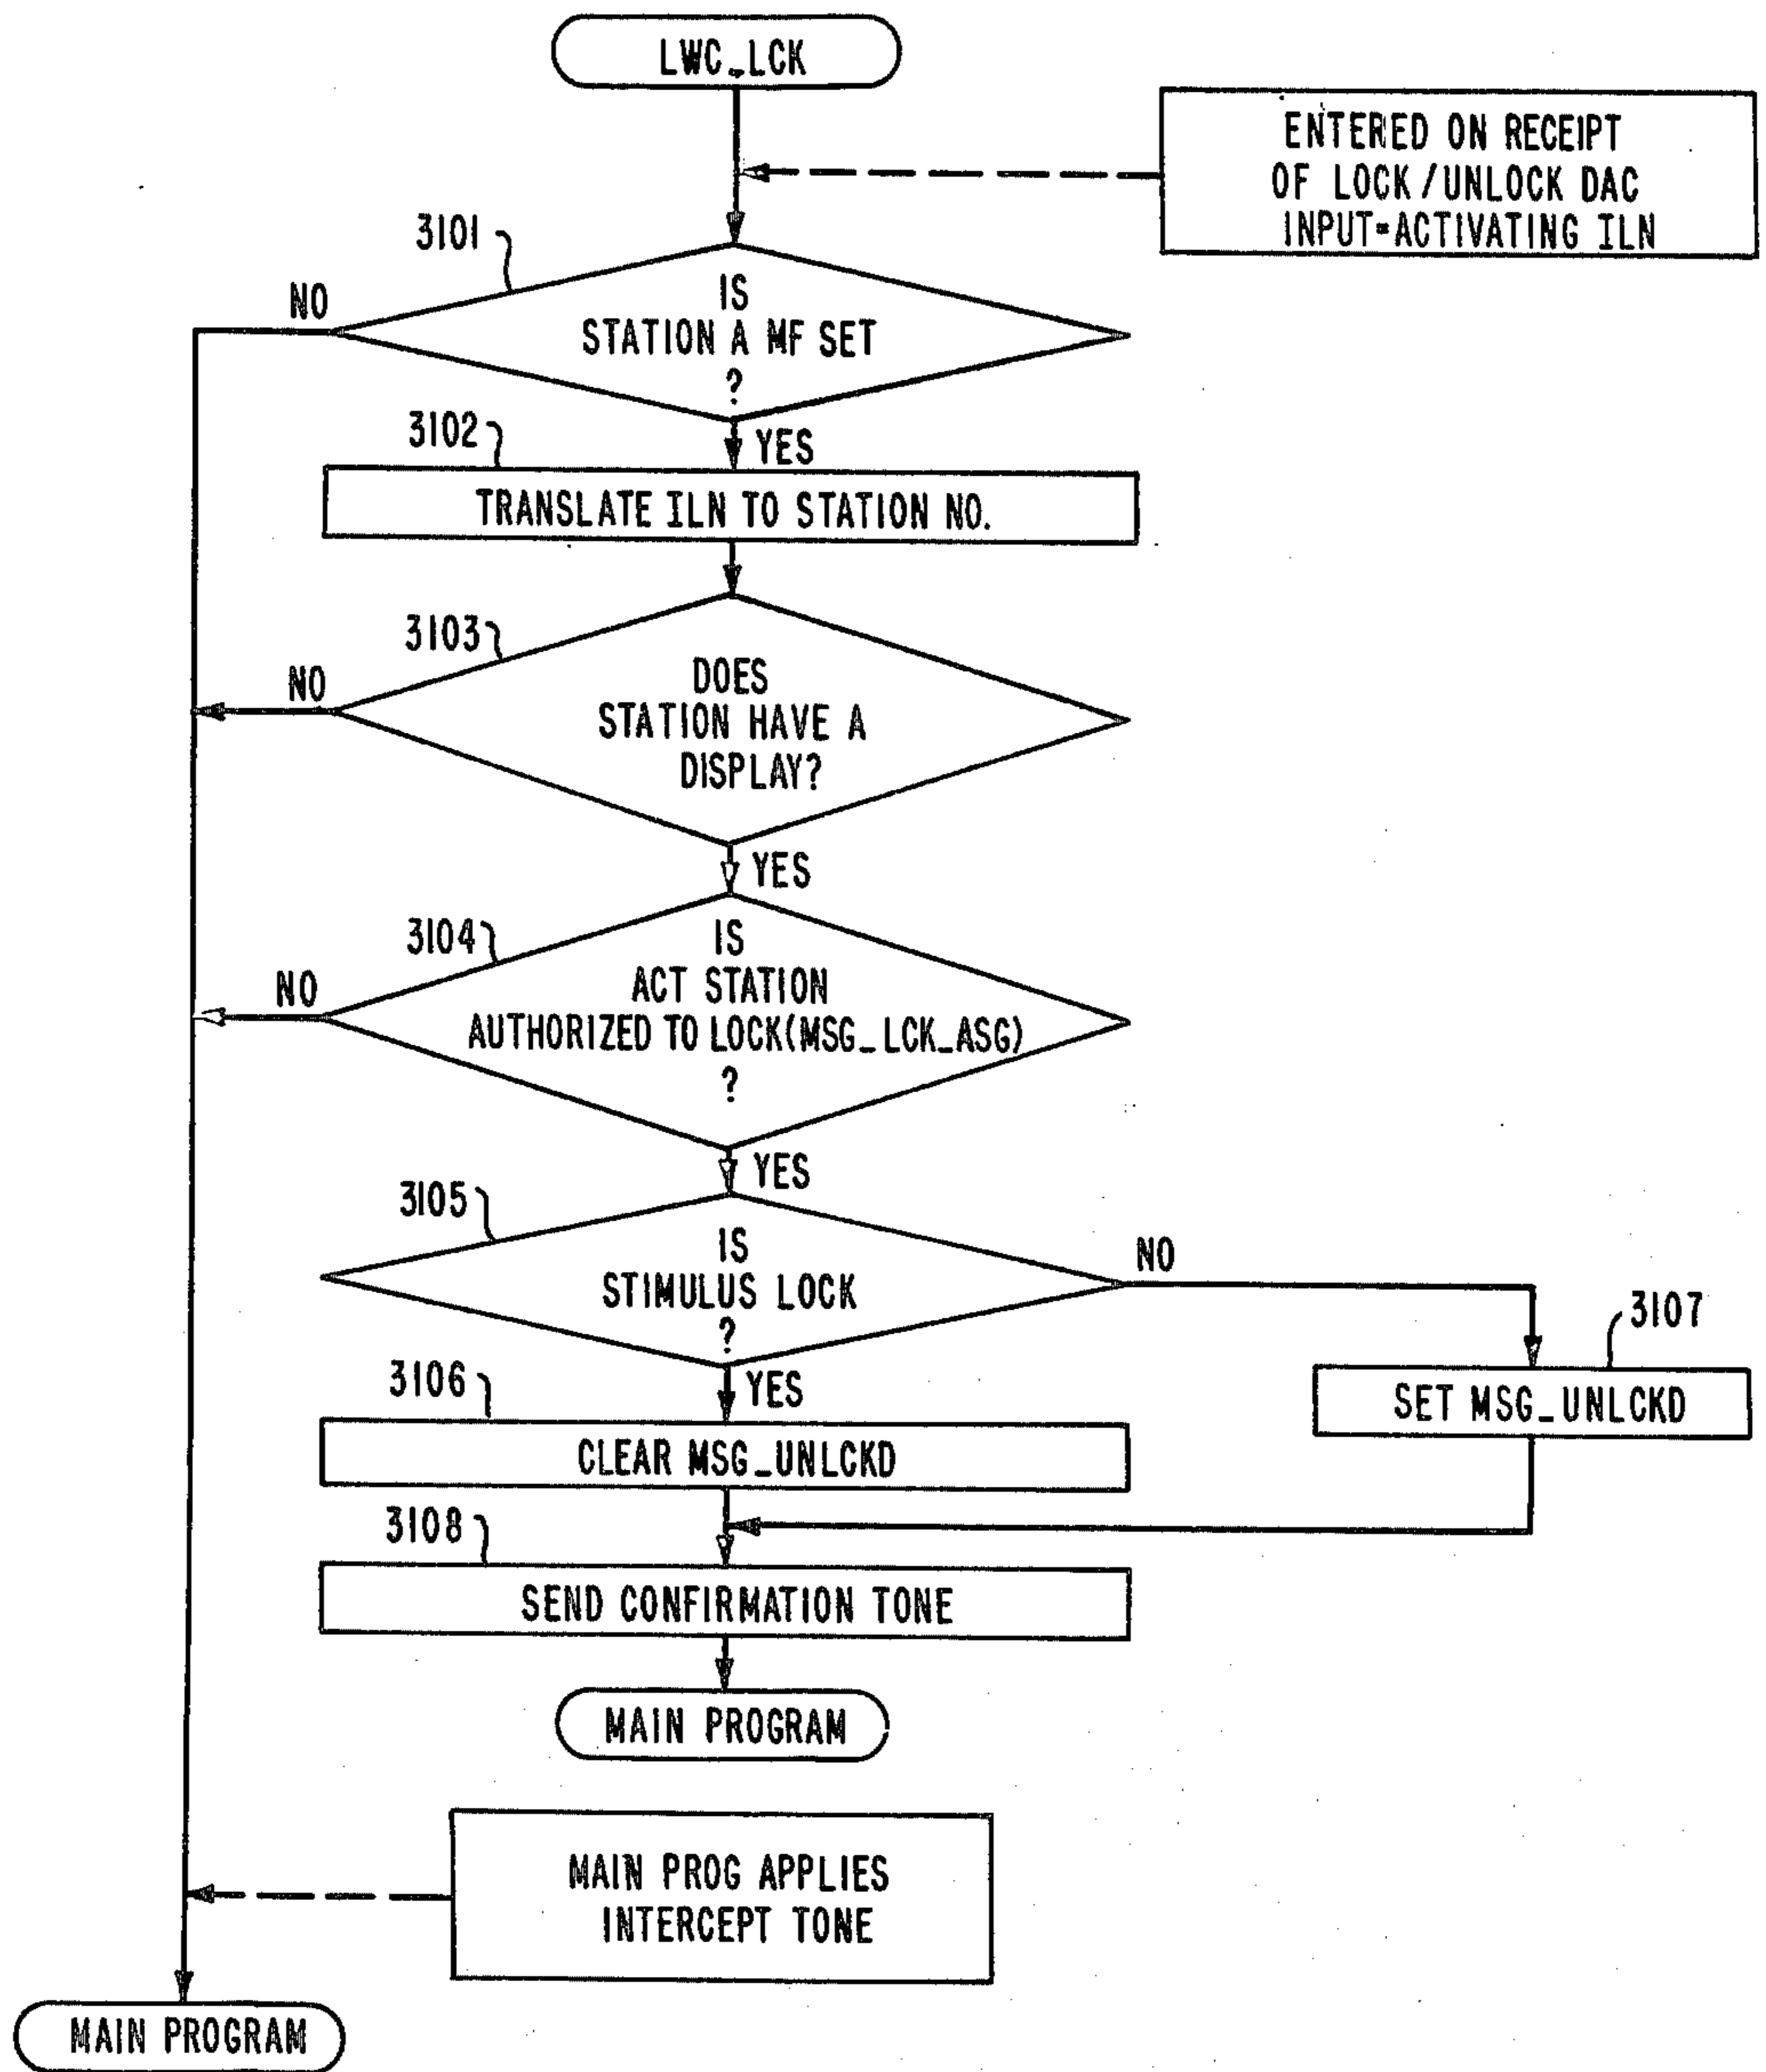 LWC_LCK
ENTERED ON RECEIPT
OF LOCK/UNLOCK DAC
INPUT=ACTIVATING ILN
3101
NO
IS
STATION A MF SET
?
3102
YES
TRANSLATE ILN TO STATION NO.
3103
NO
DOES
STATION HAVE A
DISPLAY?
YES
3104
NO
IS
ACT STATION
AUTHORIZED TO LOCK(MSG_LCK_ASG)
?
YES
3105
IS
STIMULUS LOCK
?
NO
3107
SET MSG_UNLCKD
YES
3106
CLEAR MSG_UNLCKD
3108
SEND CONFIRMATION TONE
MAIN PROGRAM
MAIN PROG APPLIES
INTERCEPT TONE
MAIN PROGRAM